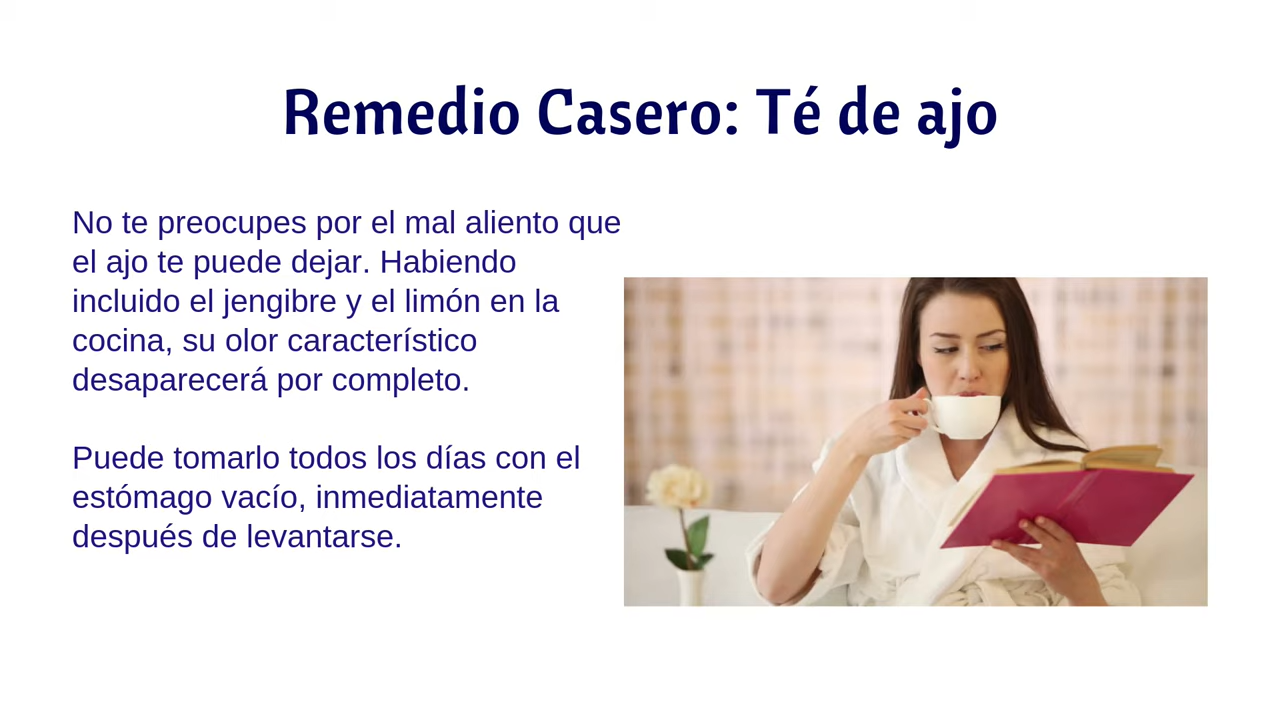 Remedio Casero: Té de ajo
No te preocupes por el mal aliento que
el ajo te puede dejar. Habiendo
incluido el jengibre y el limón en la
cocina, su olor característico
desaparecerá por completo.
Puede tomarlo todos los días con el
estómago vacío, inmediatamente
después de levantarse.